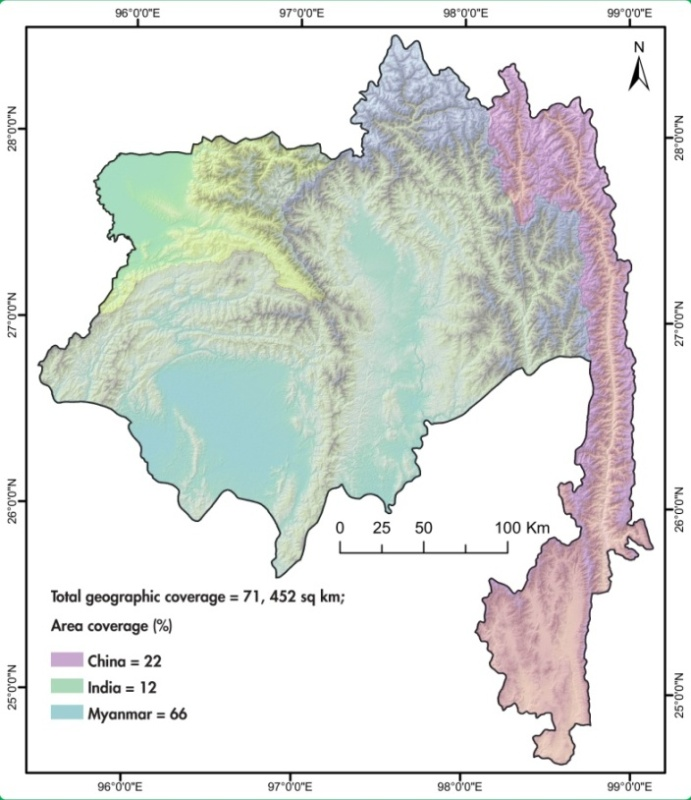 96°0'0"E 97°0'0"E 98°0'0"E 99°0'0"E
N
28°0'0"N 28°0'0"N
27°0'0"N 27°0'0"N
26°0'0"N 26°0'0"N
0 25 50 100 Km
Total geographic coverage = 71, 452 sq km;
Area coverage (%)
China = 22
India = 12
Myanmar = 66
25°0'0"N 25°0'0"N
96°0'0"E 97°0'0"E 98°0'0"E 99°0'0"E